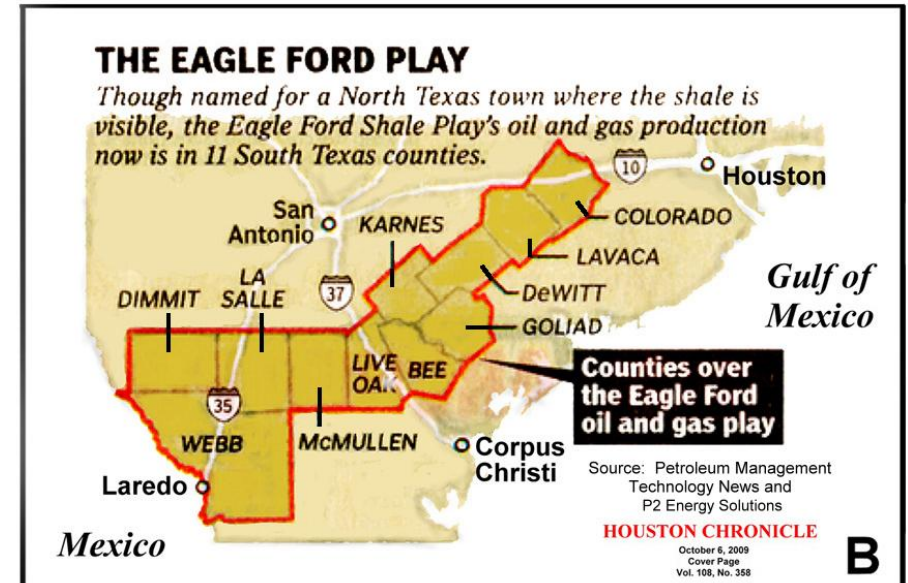 THE EAGLE FORD PLAY
Though named for a North Texas town where the shale is
visible, the Eagle Ford Shale Play's oil and gas production
now is in 11 South Texas counties.
10
Houston
San
Antonio
KARNES
COLORADO
LAVACA
Gulf of
Mexico
DIMMIT
LA
SALLE
37
DeWITT
GOLIAD
LIVE
OAK
BEE
Counties over
the Eagle Ford
oil and gas play
35
WEBB
McMULLEN
Corpus
Christi
Laredo
Mexico
Source: Petroleum Management
Technology News and
P2 Energy Solutions
HOUSTON CHRONICLE
October 6, 2009
Cover Page
Vol. 108, No. 358
B